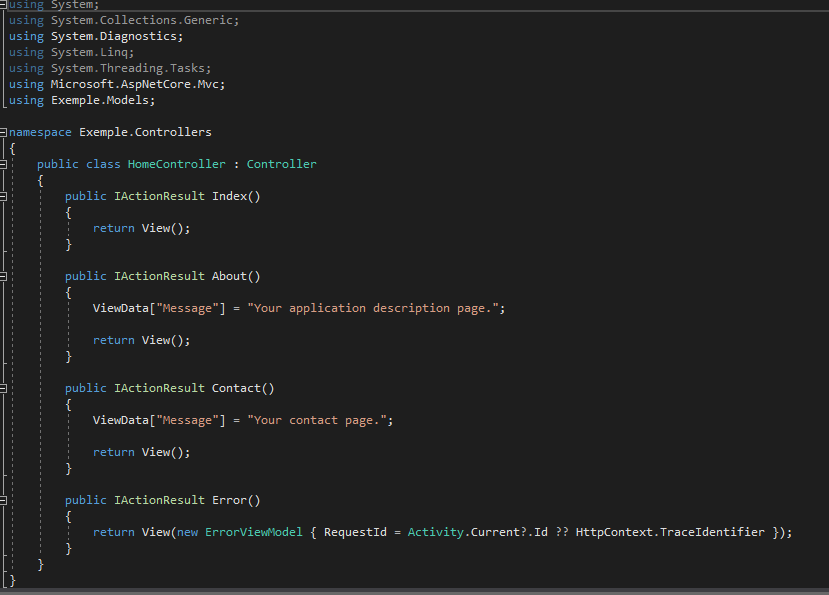 using System;
using System.Collections.Generic;
using System.Diagnostics;
using System.Linq;
using System.Threading.Tasks;
using Microsoft.AspNetCore.Mvc;
using Exemple.Models;

namespace Exemple.Controllers
{
    public class HomeController : Controller
    {
        public IActionResult Index()
        {
            return View();
        }

        public IActionResult About()
        {
            ViewData["Message"] = "Your application description page.";

            return View();
        }

        public IActionResult Contact()
        {
            ViewData["Message"] = "Your contact page.";

            return View();
        }

        public IActionResult Error()
        {
            return View(new ErrorViewModel { RequestId = Activity.Current?.Id ?? HttpContext.TraceIdentifier });
        }
    }
}